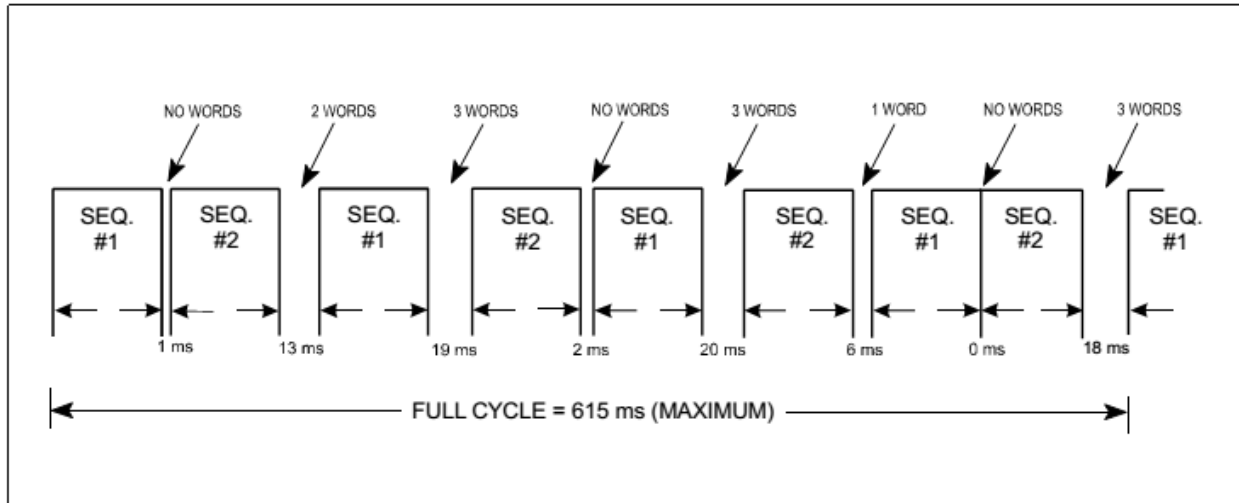 NO WORDS 2 WORDS 3 WORDS NO WORDS 3 WORDS 1 WORD NO WORDS 3 WORDS
SEQ. SEQ. SEQ. SEQ. SEQ. SEQ. SEQ. SEQ. SEQ.
#1 #2 #1 #2 #1 #2 #1 #2 #1
1 ms 13 ms 19 ms 2 ms 20 ms 6 ms 0 ms 18 ms
FULL CYCLE = 615 ms (MAXIMUM)